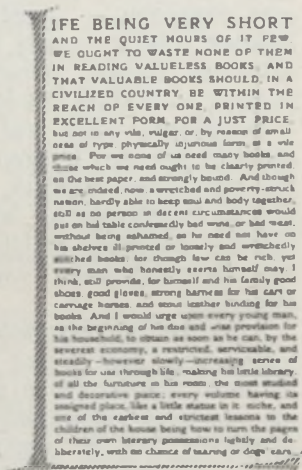 IFE BEING VERY SHORT
AND THE QUIET HOURS OF IT FEW,
WE OUGHT TO WASTE NONE OF THEM
IN READING VALUELESS BOOKS, AND
THAT VALUABLE BOOKS SHOULD, IN A
CIVILIZED COUNTRY, BE WITHIN THE
REACH OF EVERY ONE, PRINTED IN
EXCELLENT FORM, FOR A JUST PRICE,
but not in any vile, vulgar, or, by reason of small-
ness of type, physically injurious form, at a vile
price. For we none of us need many books, and
those which we need ought to be clearly printed,
on the best paper, and strongly bound. And though
we are, indeed, now, a wretched and poverty-struck
nation, hardly able to keep soul and body together,
still as no person in decent circumstances would
put on his table confessedly bad wine, or bad meat,
without being ashamed, so he need not have on
his shelves ill-printed or loosely and wretchedly
stitched books; for though few can be rich, yet
every man who honestly exerts himself may, I
think, still provide, for himself and his family good
shoes, good gloves, strong harness for his cart or
carriage horses, and stout leather binding for his
books. And I would urge upon every young man,
as the beginning of his due and wise provision for
his household, to obtain as soon as he can, by the
severest economy, a restricted, serviceable, and
steadily—however slowly—increasing series of
books for use through life; making his little library,
of all the furniture in his room, the most studied
and decorative piece; every volume having its
assigned place, like a little statue in its niche, and
one of the earliest and strictest lessons to the
children of the house being how to turn the pages
of their own literary possessions lightly and de-
liberately, with no chance of tearing or dogs' ears.